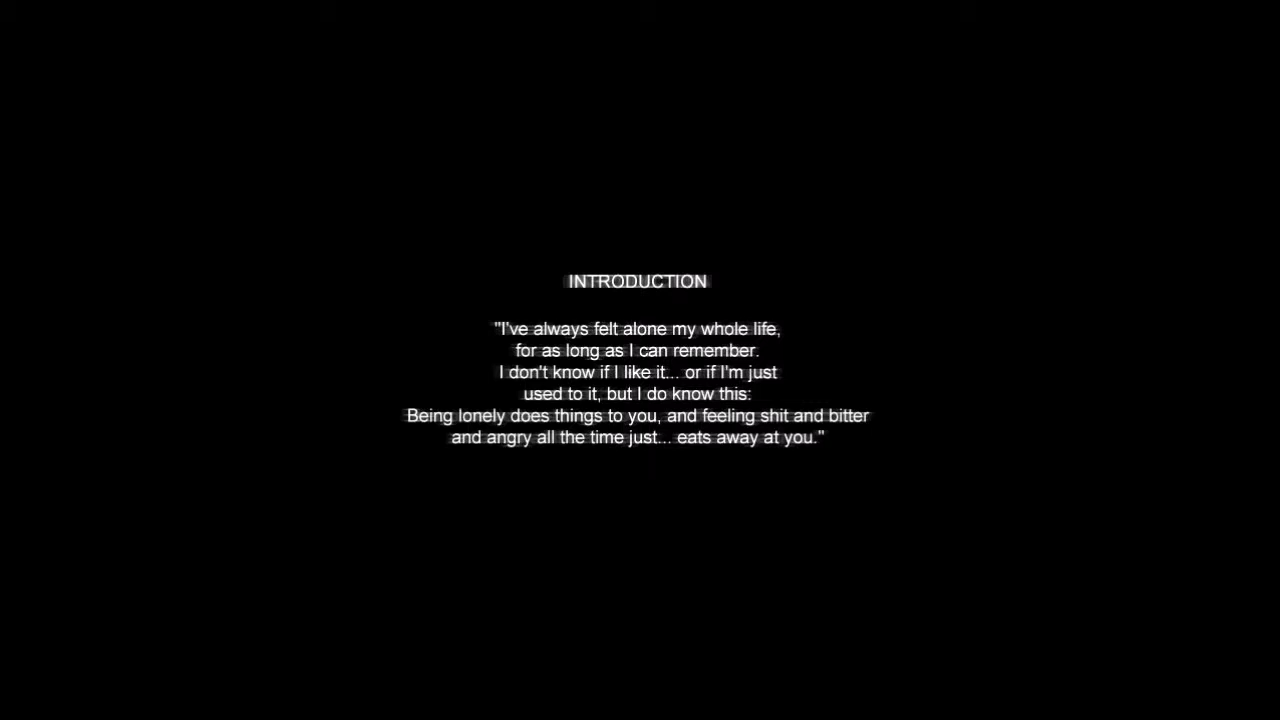 INTRODUCTION
"I've always felt alone my whole life,
for as long as I can remember.
I don't know if I like it... or if I'm just
used to it, but I do know this:
Being lonely does things to you, and feeling shit and bitter
and angry all the time just... eats away at you."